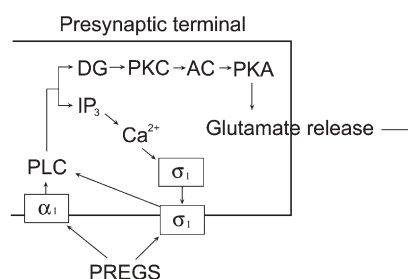 Presynaptic terminal
DG → PKC → AC → PKA
IP₃
Ca²⁺
Glutamate release
PLC
σ₁
α₁
σ₁
PREGS